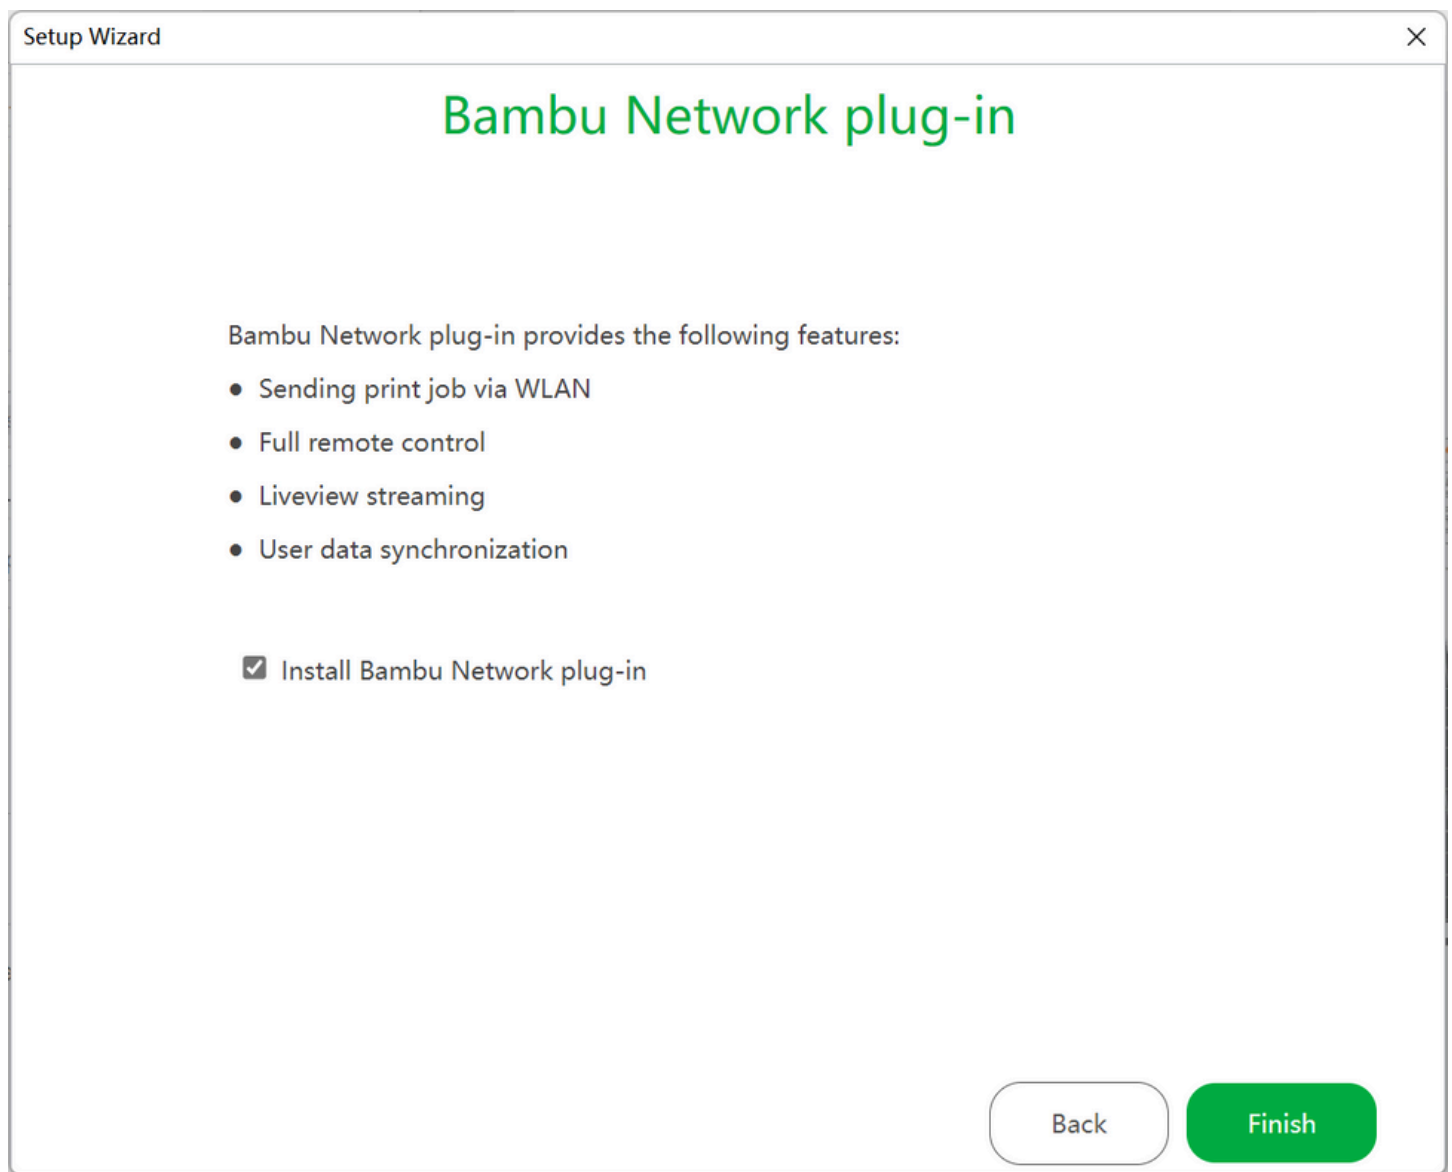 Setup Wizard
Bambu Network plug-in
Bambu Network plug-in provides the following features:
● Sending print job via WLAN
● Full remote control
● Liveview streaming
● User data synchronization
Install Bambu Network plug-in
Back
Finish